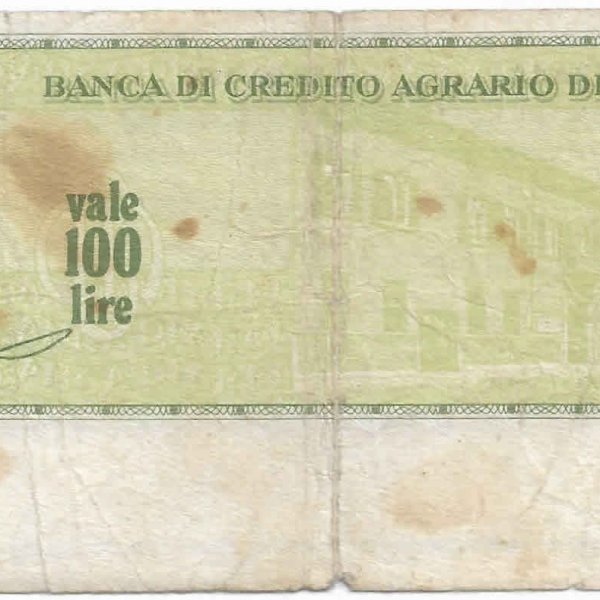 BANCA DI CREDITO AGRARIO DI
vale
100
lire